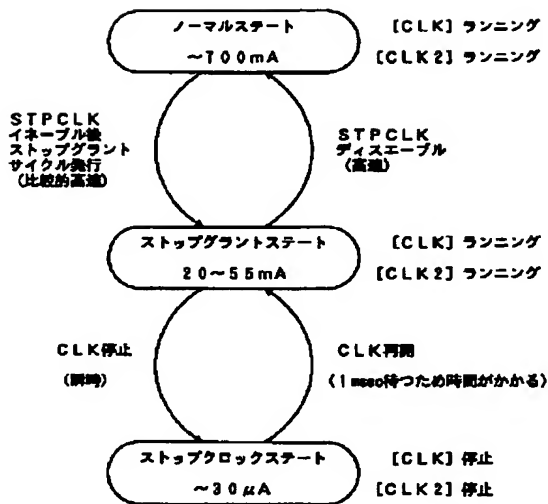 ノーマルステート
~700mA
[CLK] ランニング
[CLK2] ランニング
STPCLK
イネーブル後
ストップグラント
サイクル発行
(比較的高速)
STPCLK
ディスエーブル
(高速)
ストップグラントステート
20~55mA
[CLK] ランニング
[CLK2] ランニング
CLK停止
(瞬時)
CLK再開
(1msec待つため時間がかかる)
ストップクロックステート
~30μA
[CLK] 停止
[CLK2] 停止